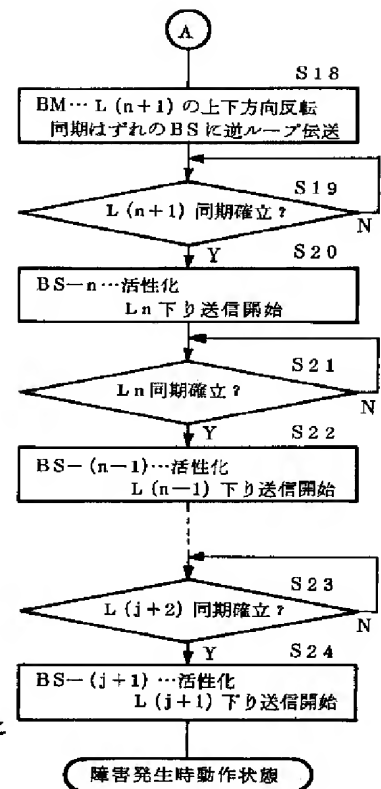 A
S18
BM…L(n+1)の上下方向反転
同期はずれのBSに逆ループ伝送
S19
L(n+1)同期確立?
N
Y
S20
BS―n…活性化
Ln下り送信開始
S21
Ln同期確立?
N
Y
S22
BS―(n―1)…活性化
L(n―1)下り送信開始
S23
L(j+2)同期確立?
N
Y
S24
BS―(j+1)…活性化
L(j+1)下り送信開始
と
障害発生時動作状態